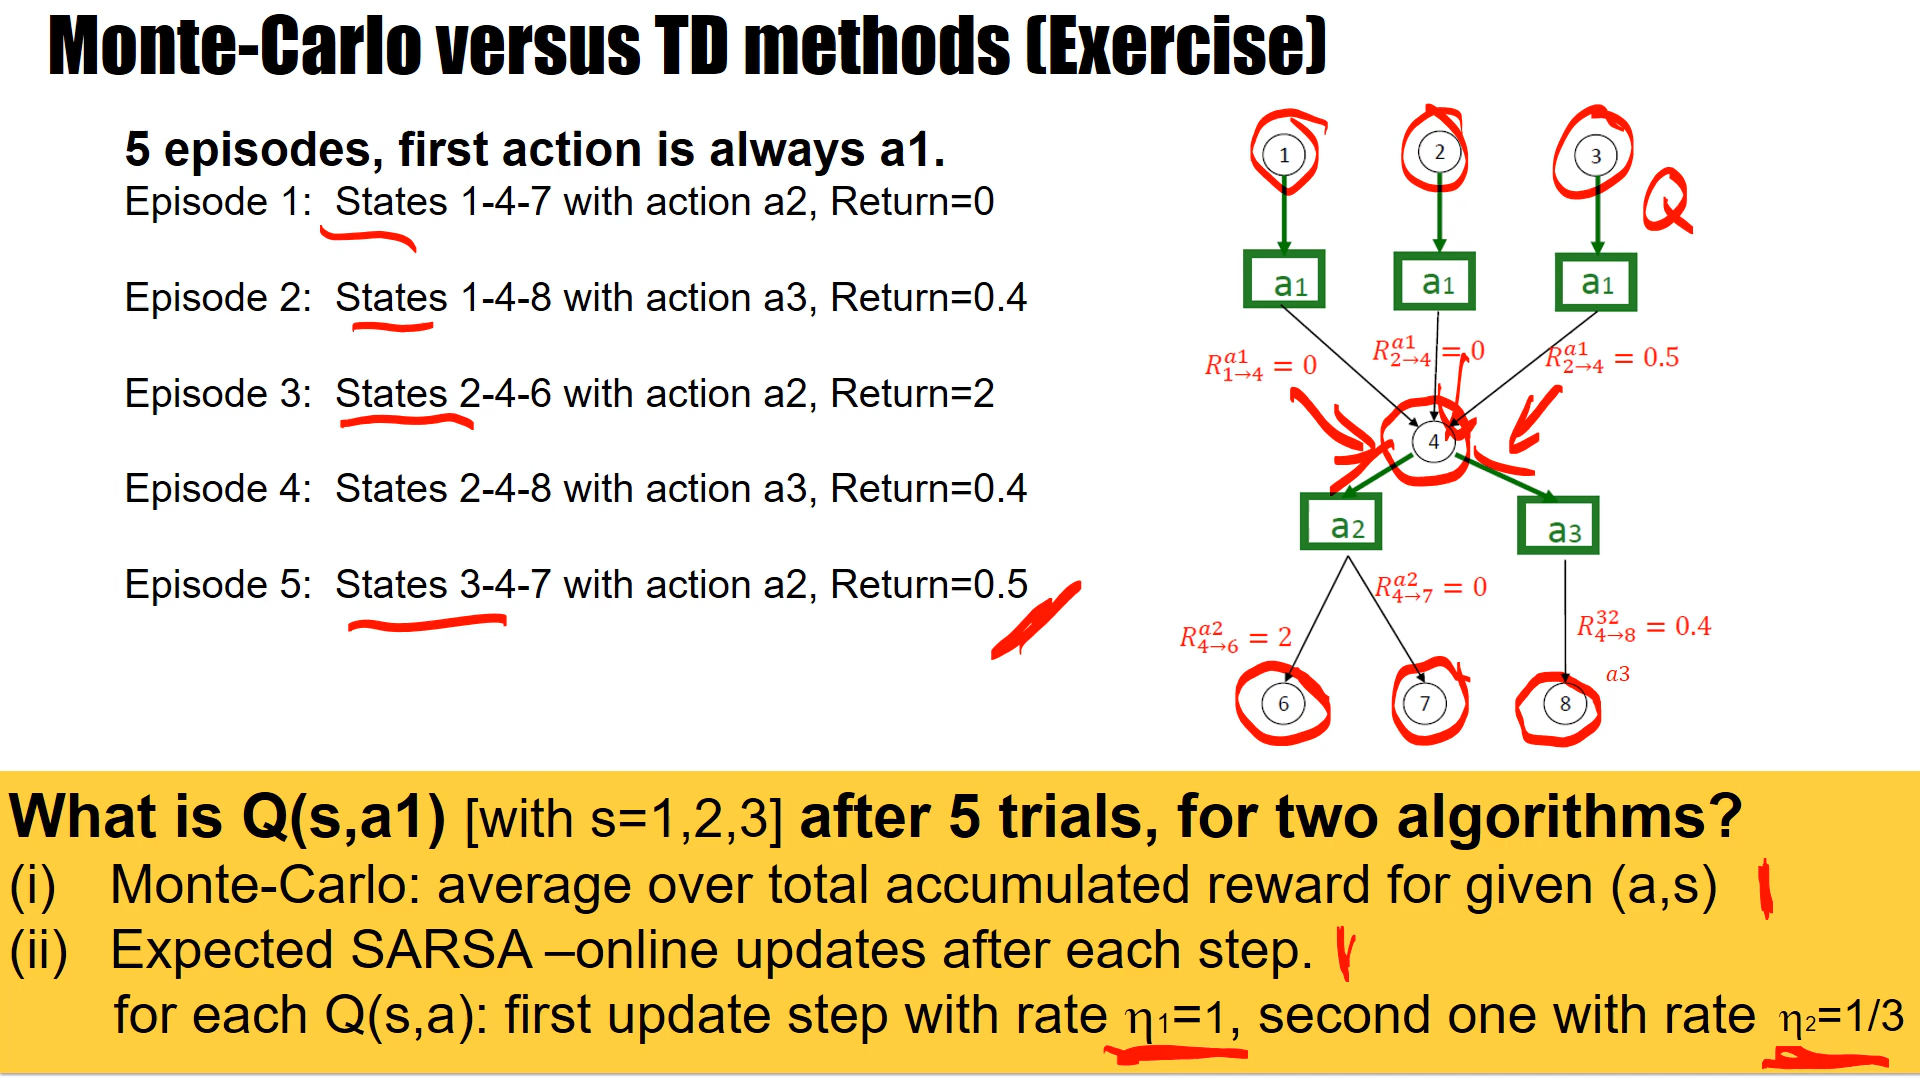 Monte-Carlo versus TD methods (Exercise)
5 episodes, first action is always a1.
Episode 1: States 1-4-7 with action a2, Return=0
Episode 2: States 1-4-8 with action a3, Return=0.4
Episode 3: States 2-4-6 with action a2, Return=2
Episode 4: States 2-4-8 with action a3, Return=0.4
Episode 5: States 3-4-7 with action a2, Return=0.5
1 2 3
Q
a1 a1 a1
R^{a1}_{1→4} = 0 R^{a1}_{2→4} = 0 R^{a1}_{2→4} = 0.5
4
a2 a3
R^{a2}_{4→7} = 0
R^{a2}_{4→6} = 2 R^{32}_{4→8} = 0.4
a3
6 7 8
What is Q(s,a1) [with s=1,2,3] after 5 trials, for two algorithms?
(i) Monte-Carlo: average over total accumulated reward for given (a,s)
(ii) Expected SARSA –online updates after each step.
for each Q(s,a): first update step with rate η₁=1, second one with rate η₂=1/3